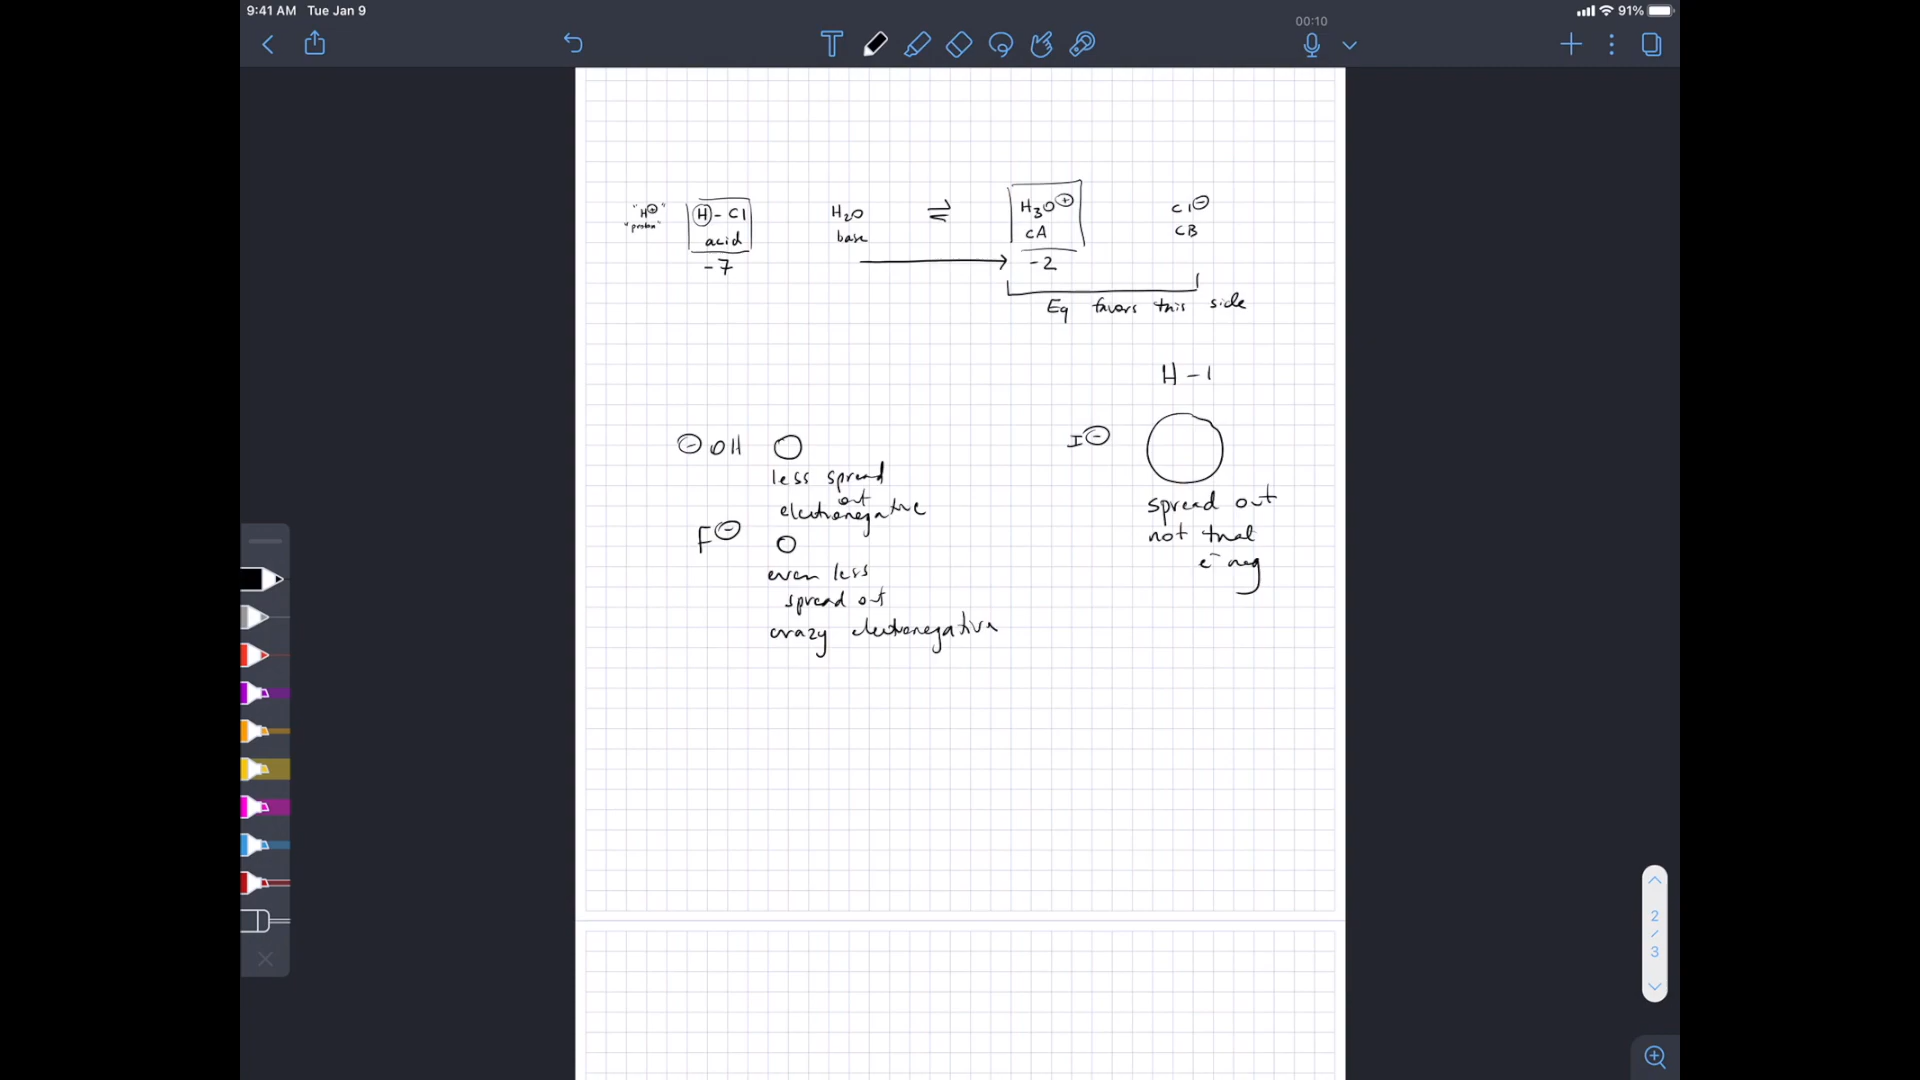 9:41 AM Tue Jan 9
91%
00:10
"H⊕"
"proton"
H - Cl
acid
-7
H₂O
base
⇌
H₃O⊕
CA
-2
Cl⊖
CB
Eq favors this side
H - I
⊖OH
less spread
out
electronegative
F⊖
even less
spread out
crazy electronegative
I⊖
spread out
not that
e⁻neg
2
/
3